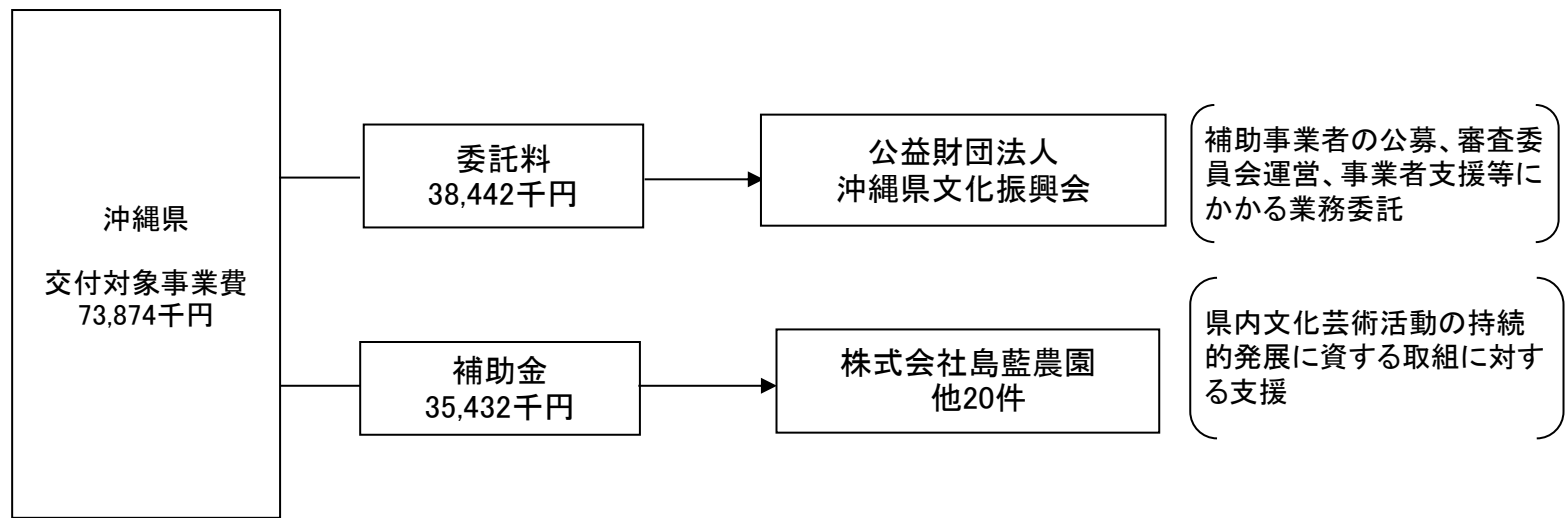 沖縄県
交付対象事業費
73,874千円
委託料
38,442千円
公益財団法人
沖縄県文化振興会
補助事業者の公募、審査委
員会運営、事業者支援等に
かかる業務委託
補助金
35,432千円
株式会社島藍農園
他20件
県内文化芸術活動の持続
的発展に資する取組に対す
る支援